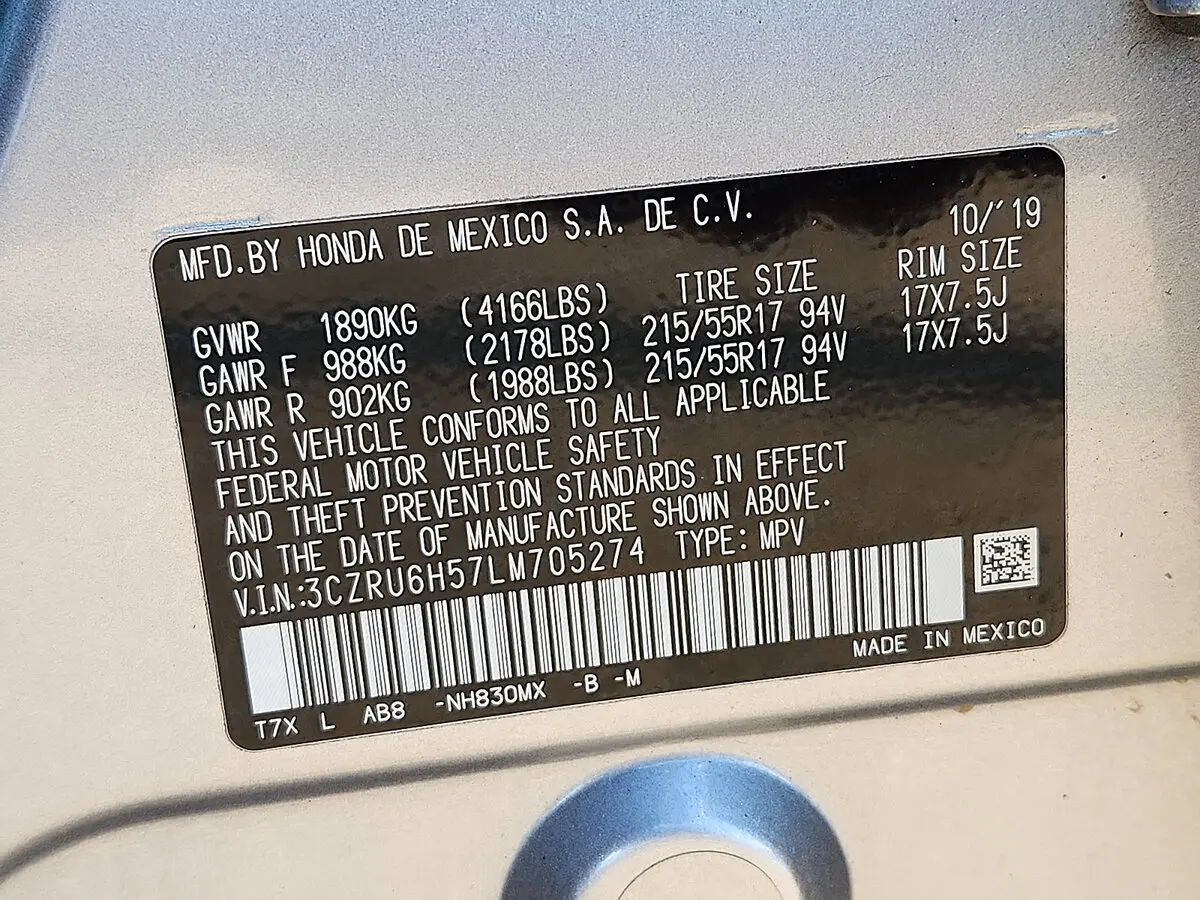 MFD.BY HONDA DE MEXICO S.A. DE C.V. 10/'19
TIRE SIZE RIM SIZE
GVWR 1890KG (4166LBS)
GAWR F 988KG (2178LBS) 215/55R17 94V 17X7.5J
GAWR R 902KG (1988LBS) 215/55R17 94V 17X7.5J
THIS VEHICLE CONFORMS TO ALL APPLICABLE
FEDERAL MOTOR VEHICLE SAFETY
AND THEFT PREVENTION STANDARDS IN EFFECT
ON THE DATE OF MANUFACTURE SHOWN ABOVE.
V.I.N.:3CZRU6H57LM705274 TYPE: MPV
MADE IN MEXICO
T7X L AB8 -NH830MX -B -M